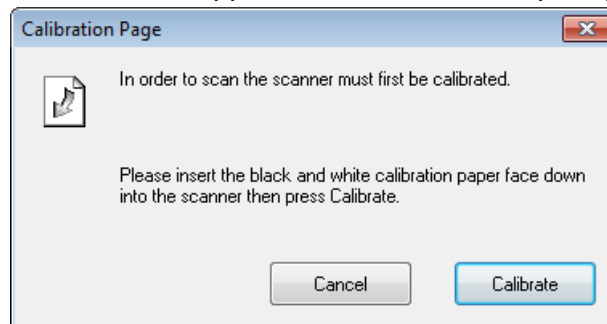 Calibration Page
In order to scan the scanner must first be calibrated.
Please insert the black and white calibration paper face down
into the scanner then press Calibrate.
Cancel Calibrate